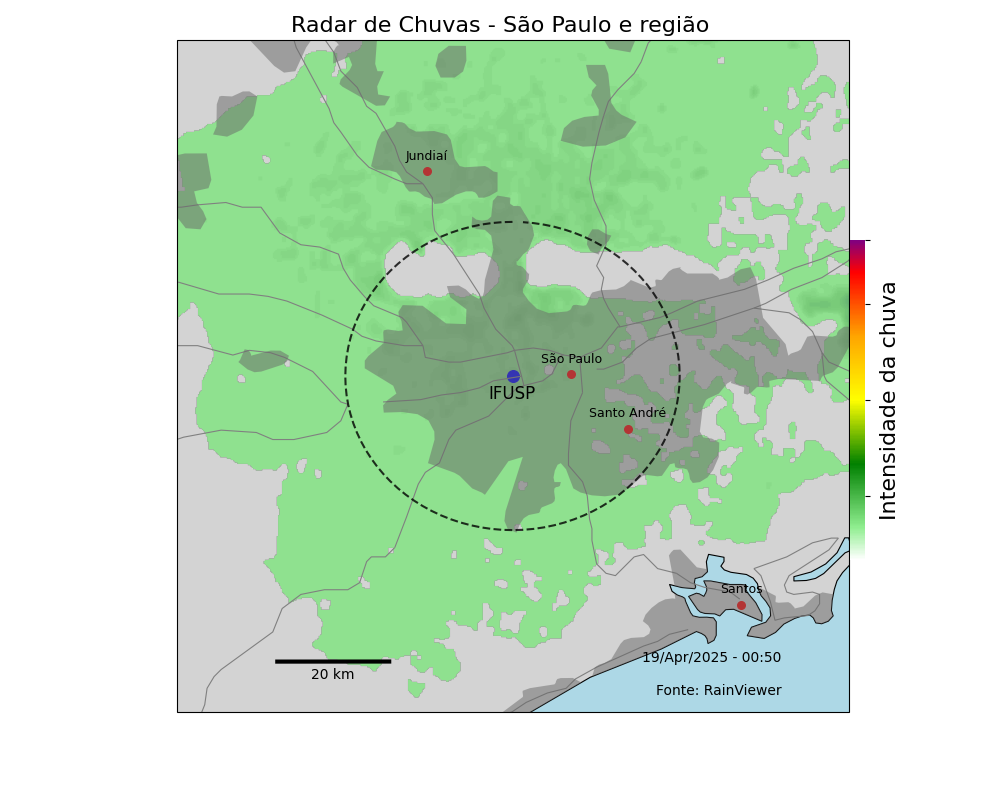 Radar de Chuvas - São Paulo e região
Jundiaí
São Paulo
IFUSP
Santo André
Santos
19/Apr/2025 - 00:50
20 km
Fonte: RainViewer
Intensidade da chuva